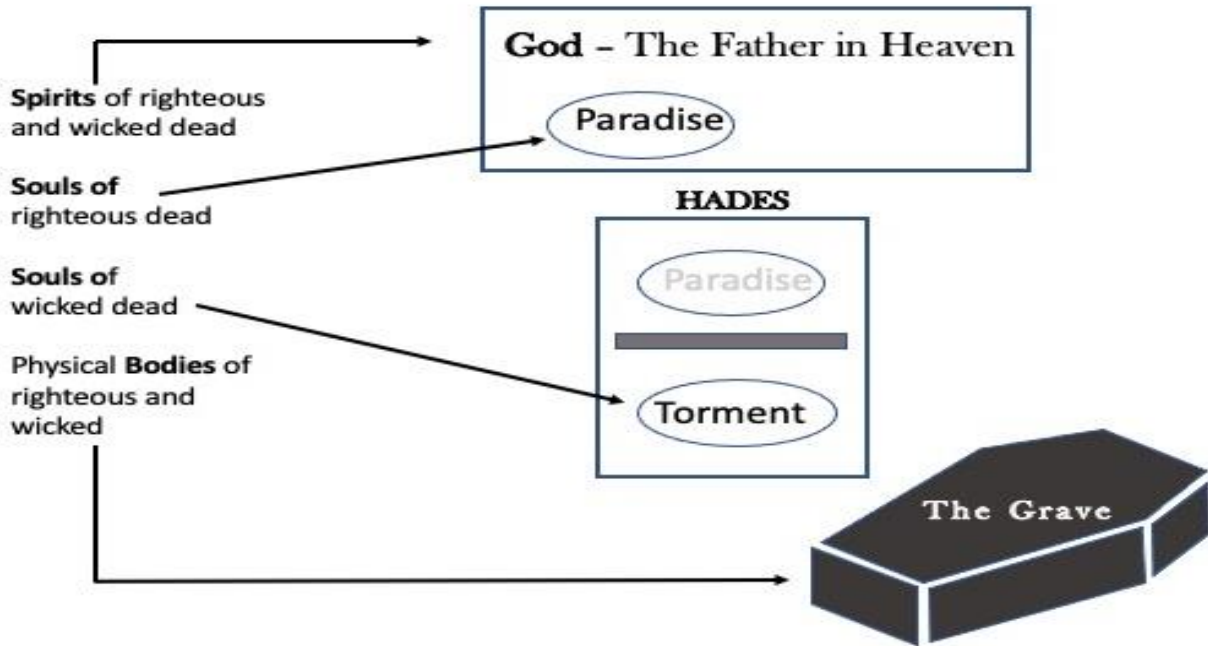 God – The Father in Heaven
Spirits of righteous
and wicked dead
Paradise
Souls of
righteous dead
HADES
Souls of
wicked dead
Paradise
Physical Bodies of
righteous and
wicked
Torment
The Grave